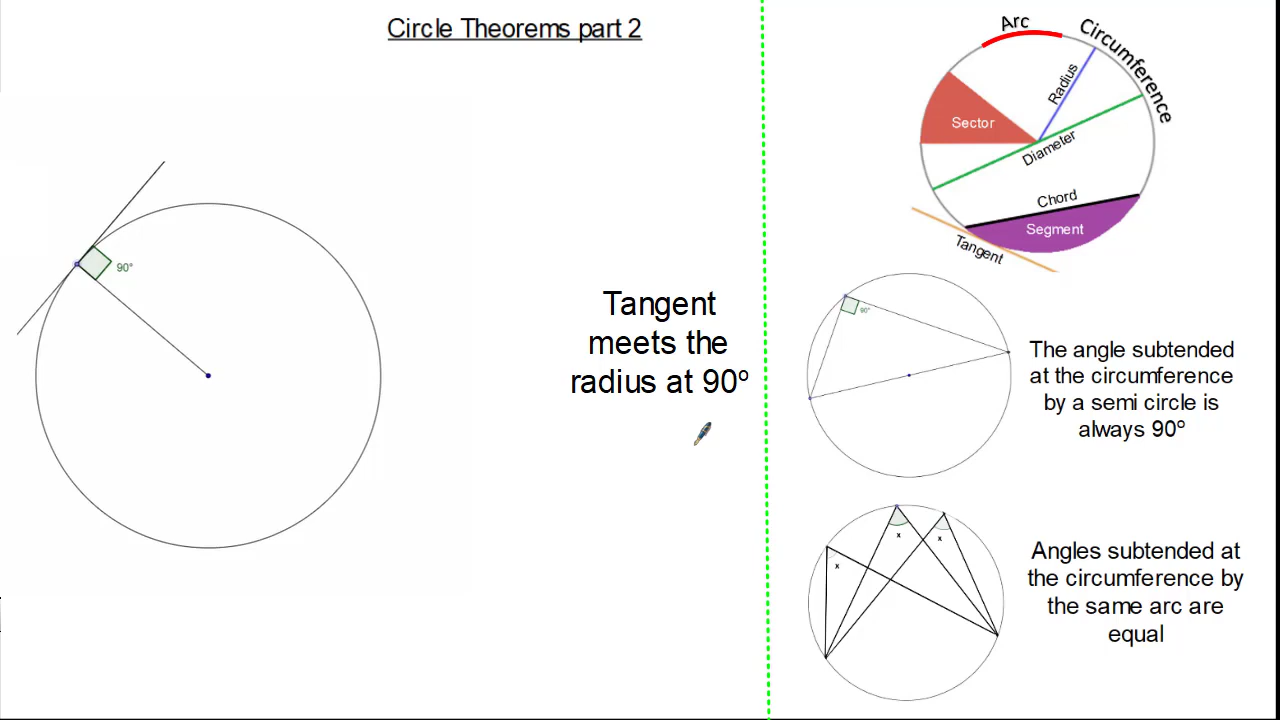 Circle Theorems part 2
90°
Tangent
meets the
radius at 90º
Arc
Circumference
Radius
Sector
Diameter
Chord
Segment
Tangent
90°
The angle subtended
at the circumference
by a semi circle is
always 90º
x
x
x
Angles subtended at
the circumference by
the same arc are
equal